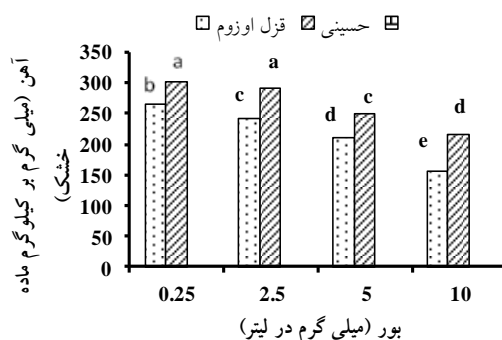 قزل اوزوم حسینی
آهن (میلی گرم بر کیلوگرم ماده
خشک)
350
300
250
200
150
100
50
0
b a
c a
d c
e d
0.25 2.5 5 10
بور (میلی گرم در لیتر)